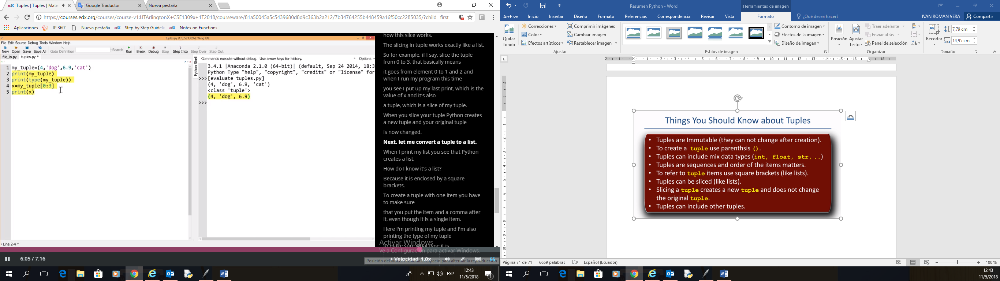 Tuples | Tuples | Mate
Google Traductor
Nueva pestaña
https://courses.edx.org/courses/course-v1:UTArlingtonX+CSE1309x+1T2018/courseware/81a50045a5c5439680d8d9c363b2a212/7b34764255b448459a16f50cc2285035/?child=first
Aplicaciones
IP 360°
Nueva pestaña
Step by Step Guideli
Notes on Functions
tuples.py (C:\CSE1309x): Wing IDE
File Edit Source Debug Tools Window Help
New Open Save Save All Goto Definition Search Run Break Debug Stop Step Into Step Over Step Out
file_io.py tuples.py *
1 my_tuple=(4,'dog',6.9,'cat')
2 print(my_tuple)
3 print(type(my_tuple))
4 x=my_tuple[0:3]
5 print(x)
Line 2-4 *
Python Shell
Commands execute without debug. Use arrow keys for history.
Options
3.4.1 |Anaconda 2.1.0 (64-bit)| (default, Sep 24 2014, 18:3
Python Type "help", "copyright", "credits" or "license" for
>>> [evaluate tuples.py]
(4, 'dog', 6.9, 'cat')
<class 'tuple'>
(4, 'dog', 6.9)
>>>
how this slice works.
The slicing in tuple works exactly like a list.
So for example, if I say, slice the tuple
from 0 to 3, that basically means
it goes from element 0 to 1 and 2 and
when I run my program this time
you see I put up my last print, which is the
value of x and it's also
a tuple, which is a slice of my tuple.
When you slice your tuple Python creates
a new tuple and your original tuple
is now changed.
Next, let me convert a tuple to a list.
When I print my list you see that Python
creates a list.
How do I know it's a list?
Because it is enclosed by a square
brackets.
To create a tuple with one item you have
to make sure
that you put the item and a comma after
it, even though it is a single item.
Here I'm printing my tuple and I'm also
printing the type of my tuple
to make sure what type it is
Activar Windows
Ve a Configuración para activar Windows.
6:05 / 7:16
Velocidad 1.0x
Posición del vídeo. Presiona el espacio para alternar la reproducción
ESP
12:43
11/5/2018
1
Resumen Python - Word
Herramientas de imagen
Archivo Inicio Insertar Diseño Formato Referencias Correspondencia Revisar Vista Formato
¿Qué desea hacer?
IVAN ROMAN VERA
Compartir
Quitar fondo
Correcciones
Color
Efectos artísticos
Comprimir imágenes
Cambiar imagen
Restablecer imagen
Ajustar
Estilos de imagen
Contorno de imagen
Efectos de la imagen
Diseño de imagen
Posición
Ajustar texto
Traer adelante
Enviar atrás
Panel de selección
Organizar
Recortar
7,79 cm
14,95 cm
Tamaño
2 1 1 2 3 4 5 6 7 8 9 10 11 12 13 14 15 16 18
Things You Should Know about Tuples
• Tuples are Immutable (they can not change after creation).
• To create a tuple use parenthsis ().
• Tuples can include mix data types (int, float, str, ..)
• Tuples are sequences and order of the items matters.
• To refer to tuple items use square brackets (like lists).
• Tuples can be sliced (like lists).
• Slicing a tuple creates a new tuple and does not change
the original tuple.
• Tuples can include other tuples.
Página 71 de 71
6659 palabras
Español (Ecuador)
100 %
12:43
11/5/2018